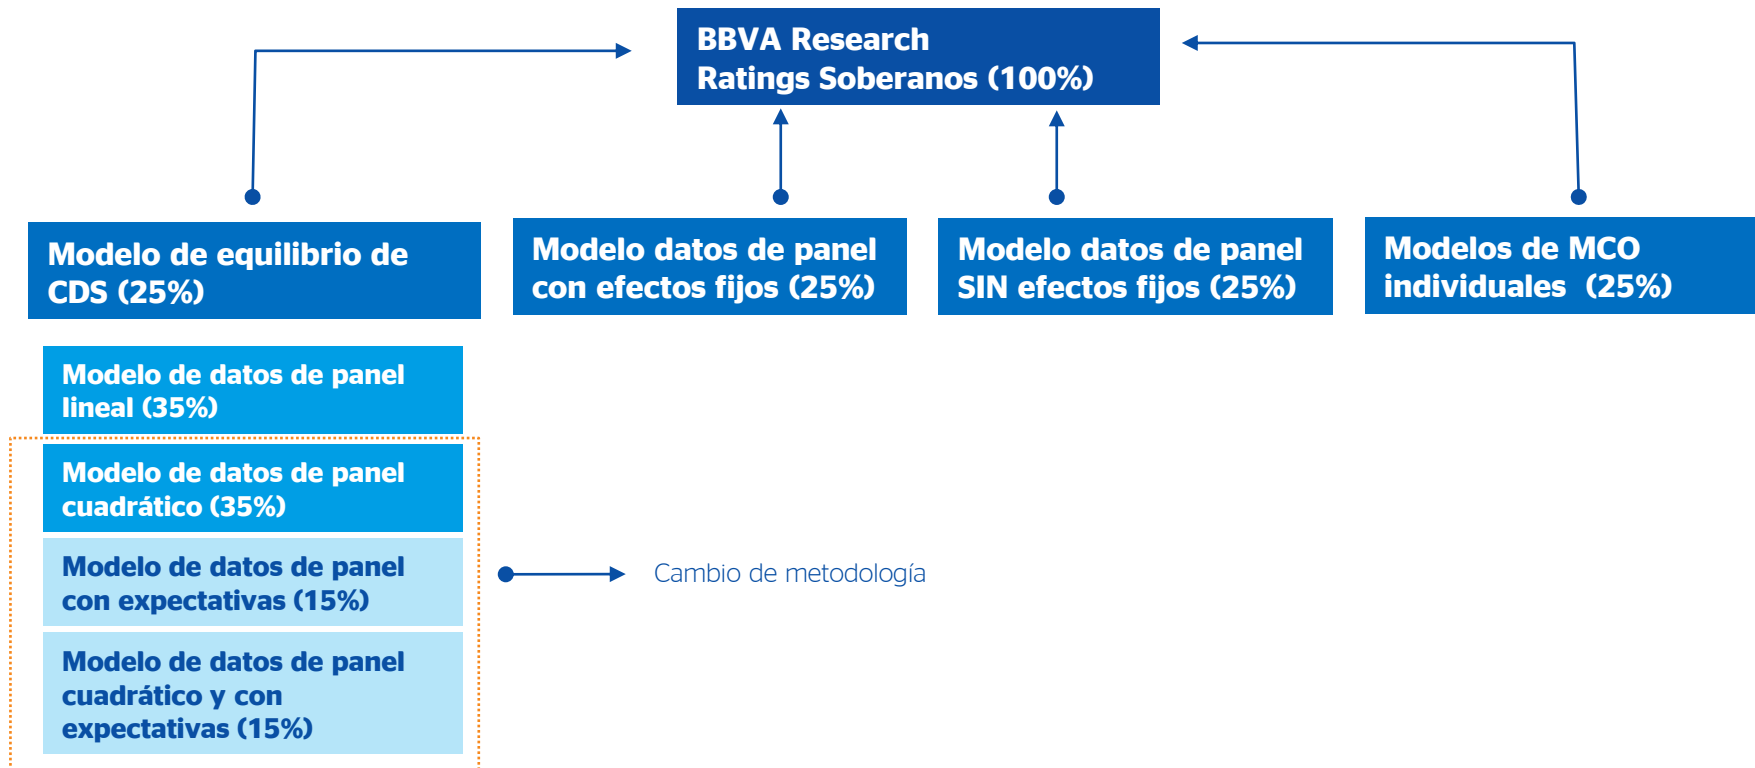 BBVA Research
Ratings Soberanos (100%)
Modelo de equilibrio de
CDS (25%)
Modelo datos de panel
con efectos fijos (25%)
Modelo datos de panel
SIN efectos fijos (25%)
Modelos de MCO
individuales (25%)
Modelo de datos de panel
lineal (35%)
Modelo de datos de panel
cuadrático (35%)
Modelo de datos de panel
con expectativas (15%)
Cambio de metodología
Modelo de datos de panel
cuadrático y con
expectativas (15%)